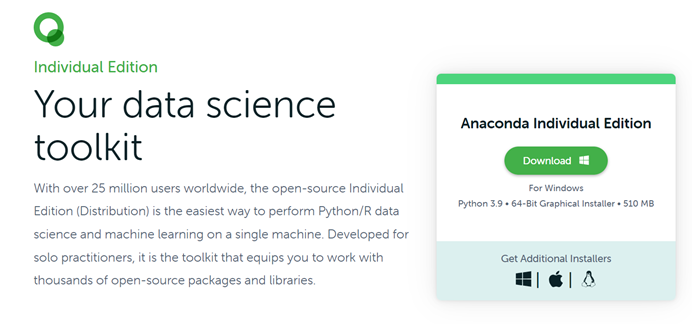 Individual Edition
Your data science
toolkit
With over 25 million users worldwide, the open-source Individual
Edition (Distribution) is the easiest way to perform Python/R data
science and machine learning on a single machine. Developed for
solo practitioners, it is the toolkit that equips you to work with
thousands of open-source packages and libraries.
Anaconda Individual Edition
Download
For Windows
Python 3.9 • 64-Bit Graphical Installer • 510 MB
Get Additional Installers
| |